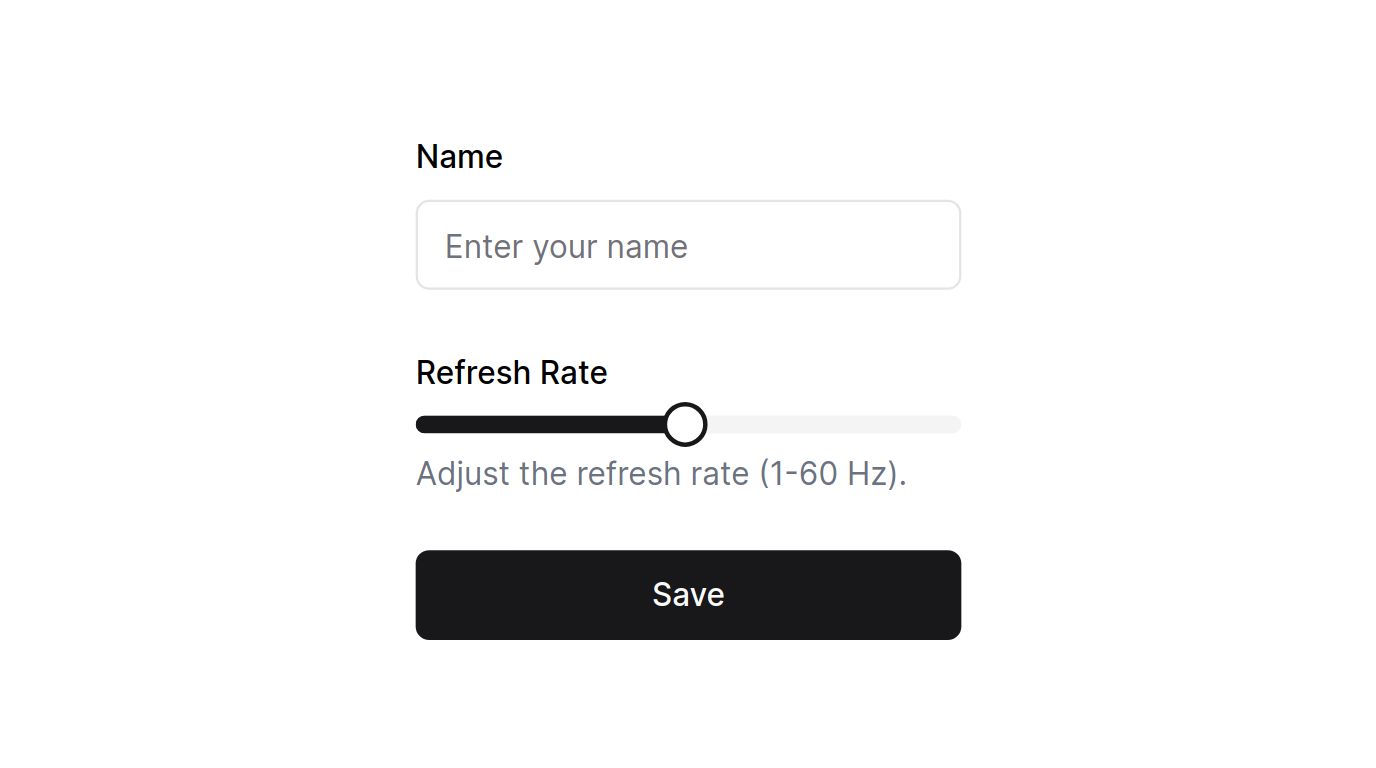 Name
Enter your name
Refresh Rate
Adjust the refresh rate (1-60 Hz).
Save